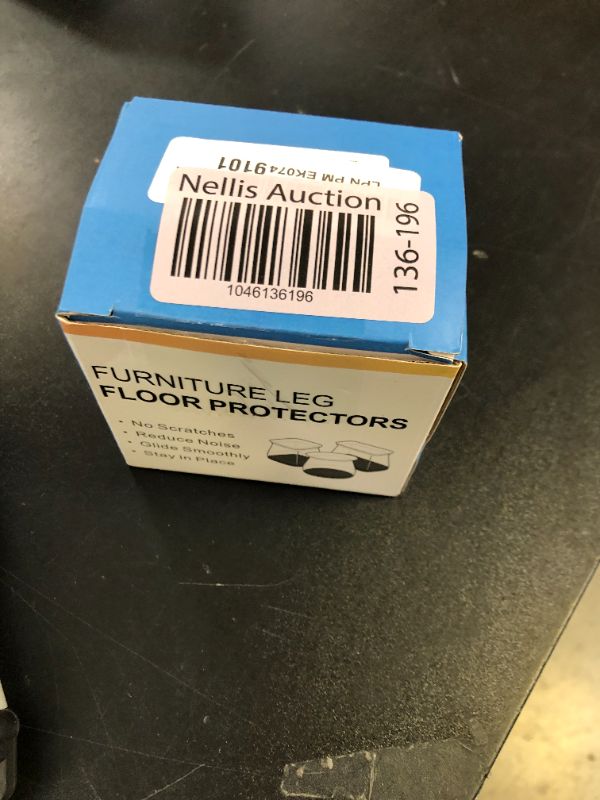 LPN PM EK0749101
Nellis Auction
1046136196
136-196
FURNITURE LEG
FLOOR PROTECTORS
• No Scratches
• Reduce Noise
• Glide Smoothly
• Stay in Place